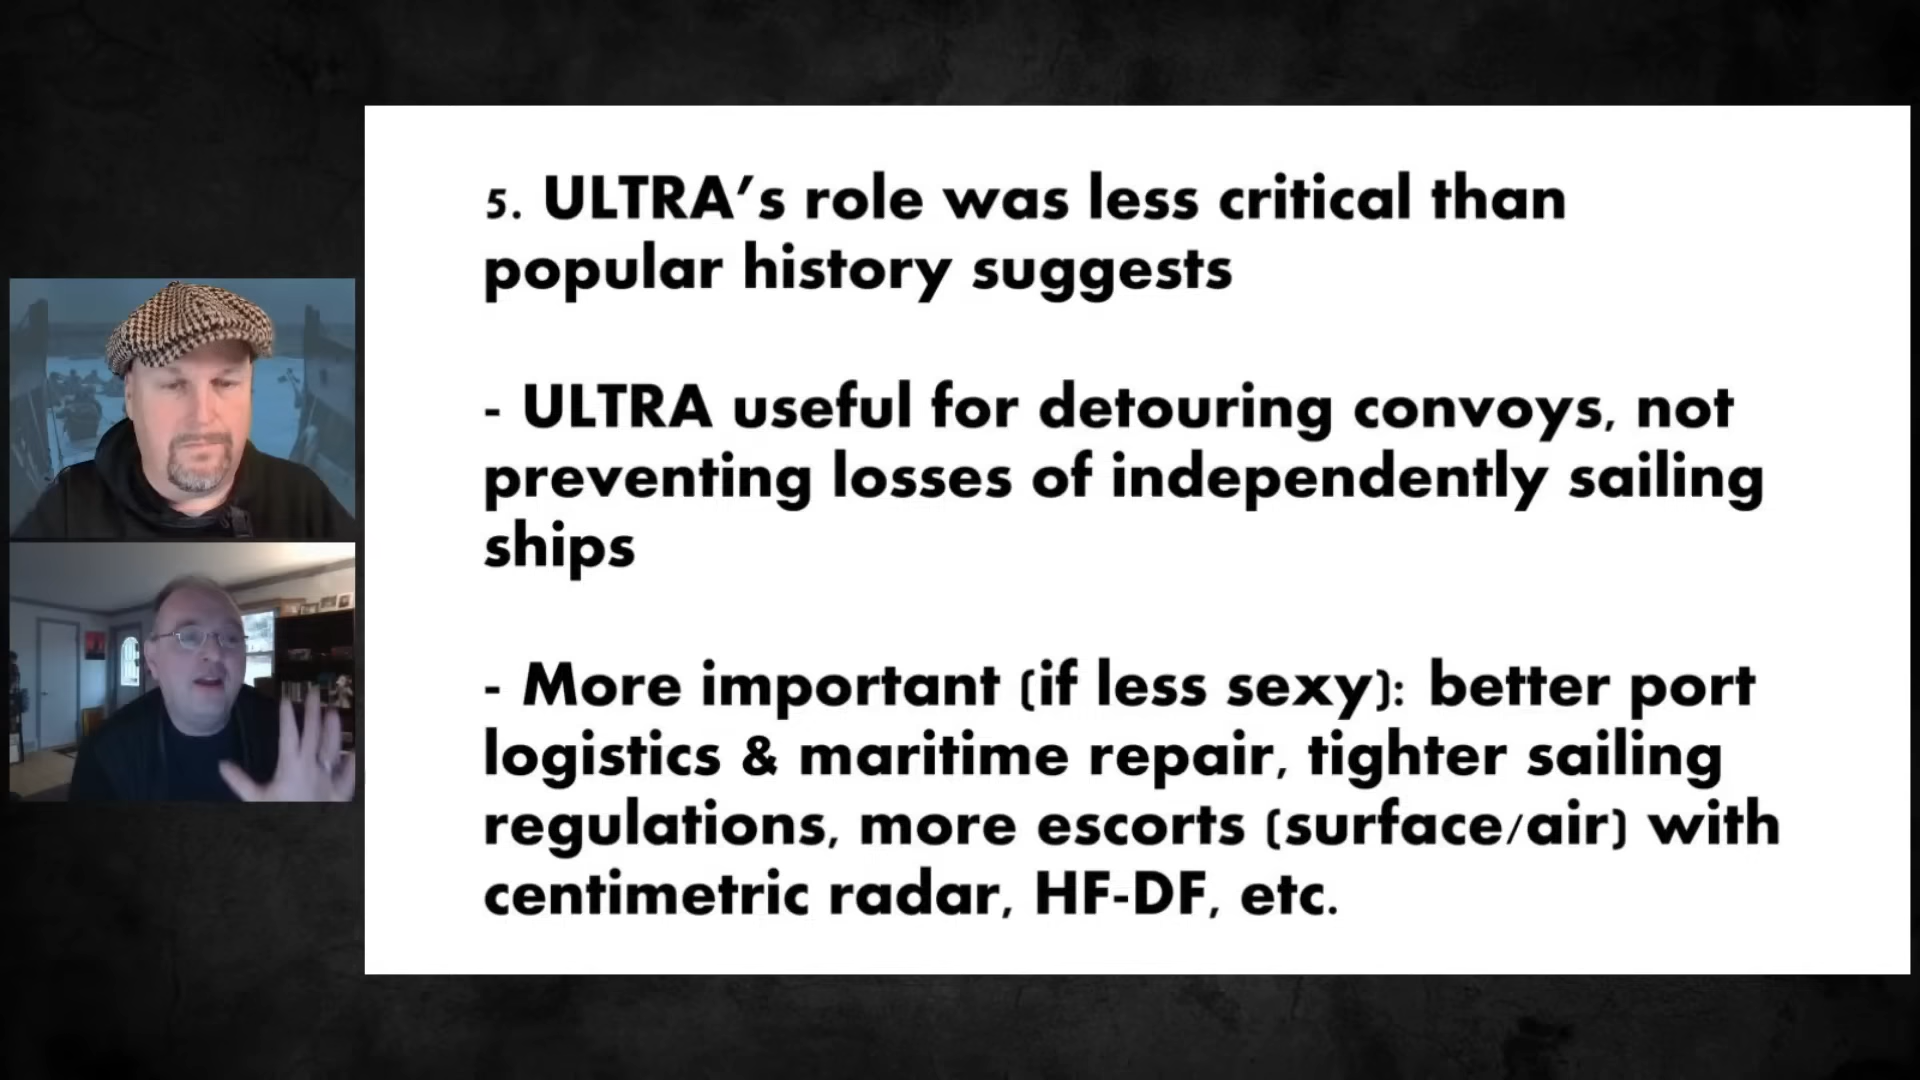 5. ULTRA’s role was less critical than
popular history suggests
- ULTRA useful for detouring convoys, not
preventing losses of independently sailing
ships
- More important (if less sexy): better port
logistics & maritime repair, tighter sailing
regulations, more escorts (surface/air) with
centimetric radar, HF-DF, etc.